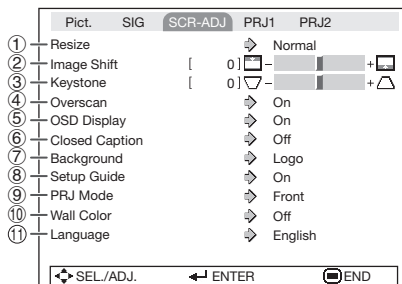 Pict. SIG SCR-ADJ PRJ1 PRJ2
① Resize Normal
② Image Shift [ 0 ] - +
③ Keystone [ 0 ] - +
④ Overscan On
⑤ OSD Display On
⑥ Closed Caption Off
⑦ Background Logo
⑧ Setup Guide On
⑨ PRJ Mode Front
⑩ Wall Color Off
⑪ Language English
SEL./ADJ. ENTER END